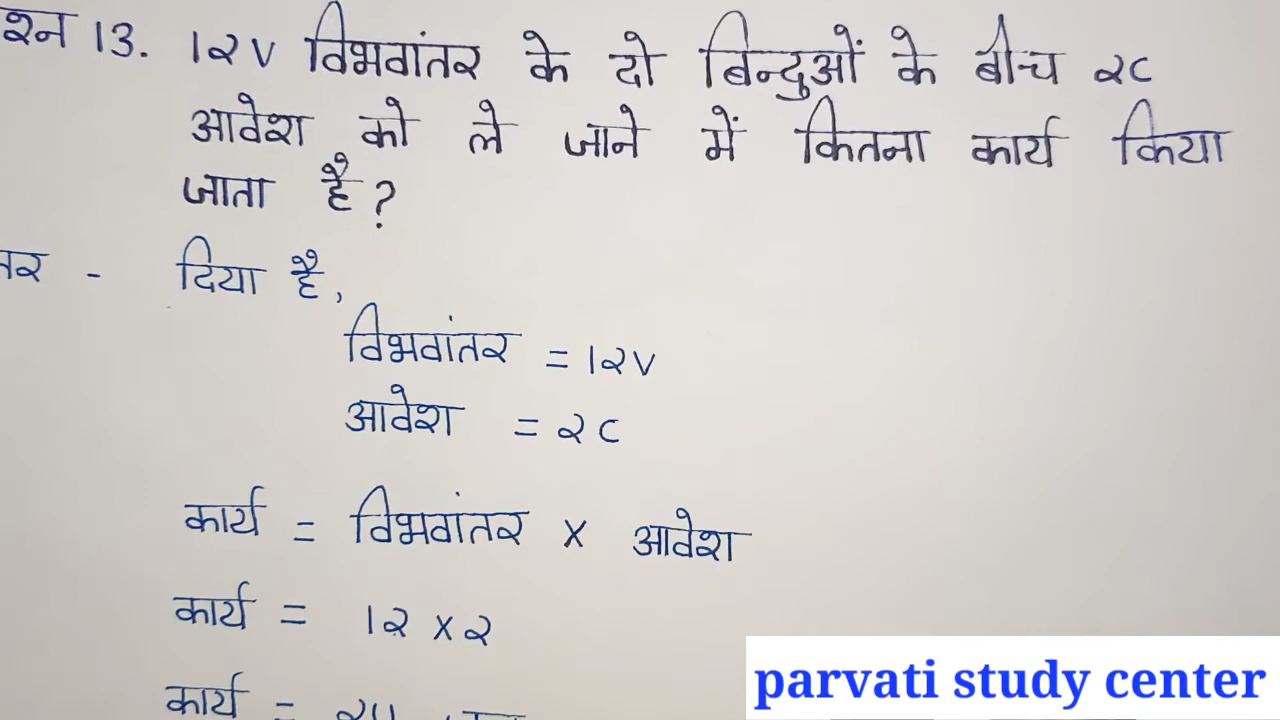 श्न 13. 12V विभवांतर के दो बिन्दुओं के बीच 2C
आवेश को ले जाने में कितना कार्य किया
जाता है?
तर - दिया है,
विभवांतर = 12V
आवेश = 2C
कार्य = विभवांतर x आवेश
कार्य = 12 x 2
कार्य =
parvati study center